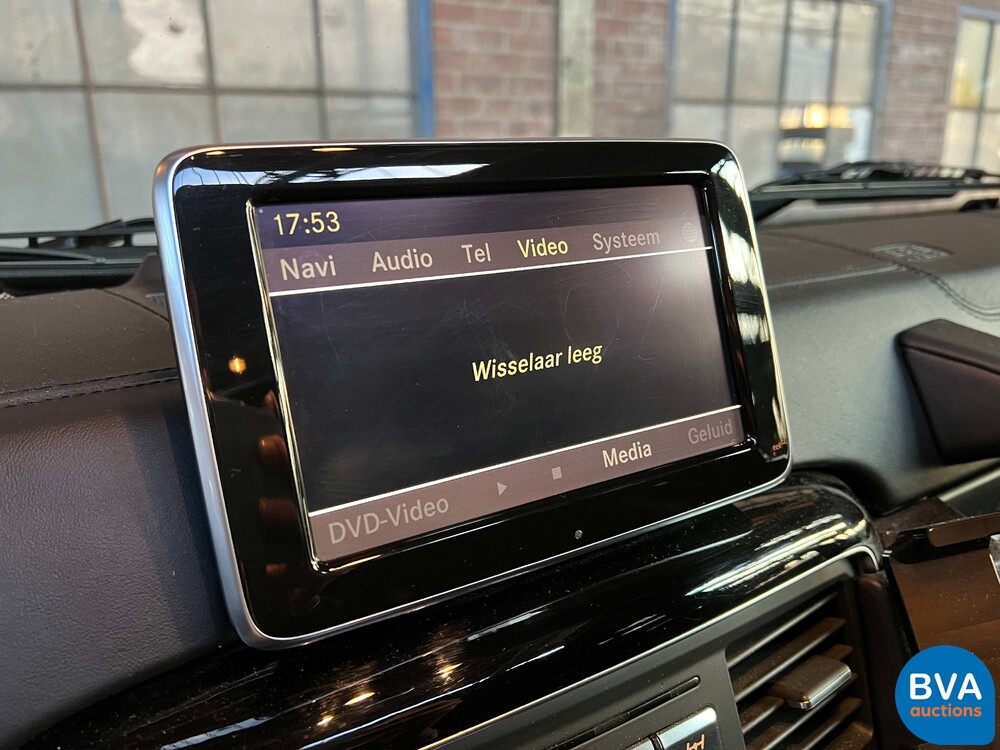 17:53
Navi Audio Tel Video Systeem
Wisselaar leeg
DVD-Video Media Geluid
BVA
auctions